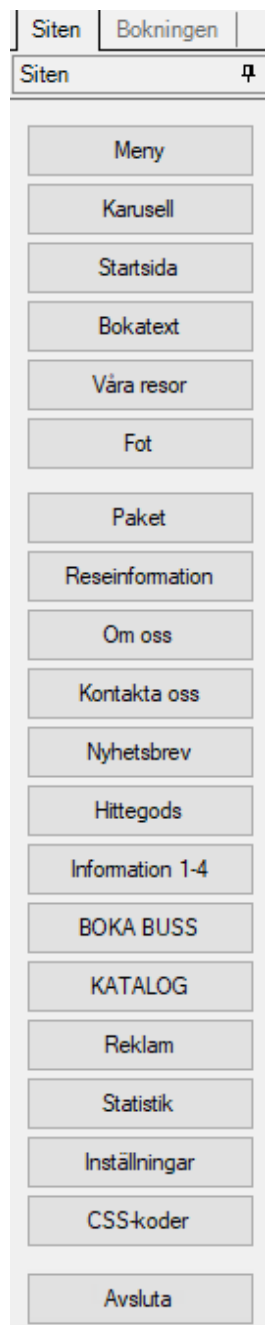 Siten Bokningen
Siten
Meny
Karusell
Startsida
Bokatext
Våra resor
Fot
Paket
Reseinformation
Om oss
Kontakta oss
Nyhetsbrev
Hittegods
Information 1-4
BOKA BUSS
KATALOG
Reklam
Statistik
Inställningar
CSS-koder
Avsluta